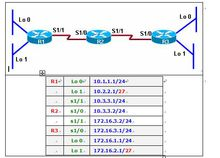 Lo 0
Lo 0
S1/1
S1/1
R1
R2
R3
S1/0
S1/0
Lo 1
Lo 1
R1 Lo 0 10.1.1.1/24
Lo 1 10.2.2.1/27
s1/1 10.3.3.1/24
R2 s1/0 10.3.3.2/24
s1/1 172.16.3.1/24
R3 s1/0 172.16.3.2/24
Lo 0 172.16.1.1/24
Lo 1 172.16.2.1/27